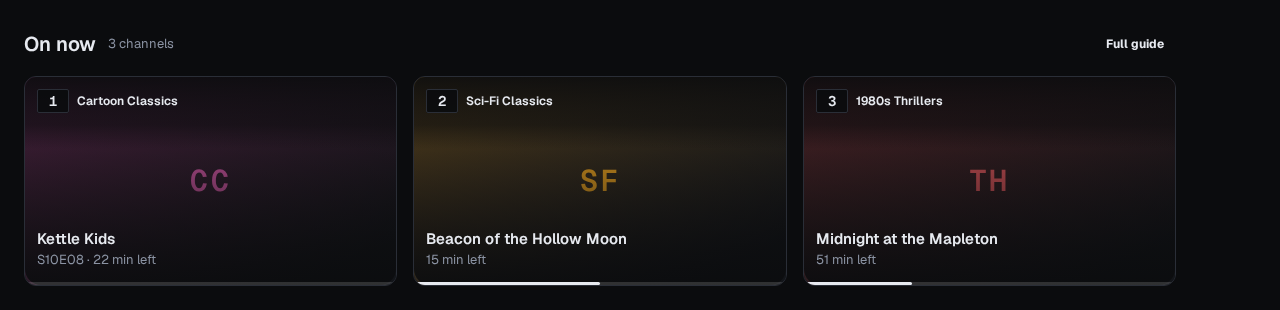 On now 3 channels
Full guide
1 Cartoon Classics
CC
Kettle Kids
S10E08 · 22 min left
2 Sci-Fi Classics
SF
Beacon of the Hollow Moon
15 min left
3 1980s Thrillers
TH
Midnight at the Mapleton
51 min left